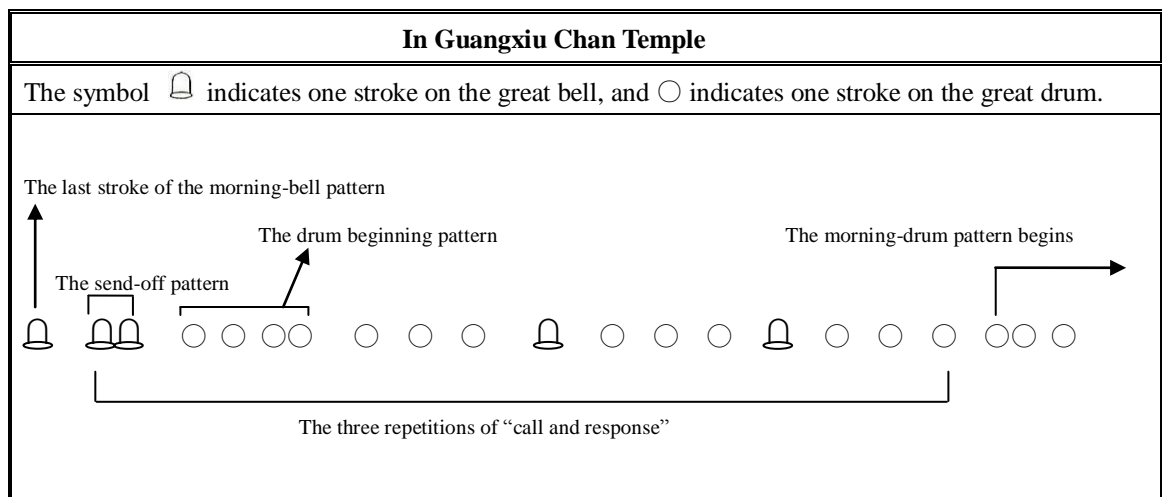 In Guangxiu Chan Temple
The symbol indicates one stroke on the great bell, and ○ indicates one stroke on the great drum.
The last stroke of the morning-bell pattern
The drum beginning pattern
The morning-drum pattern begins
The send-off pattern
The three repetitions of “call and response”